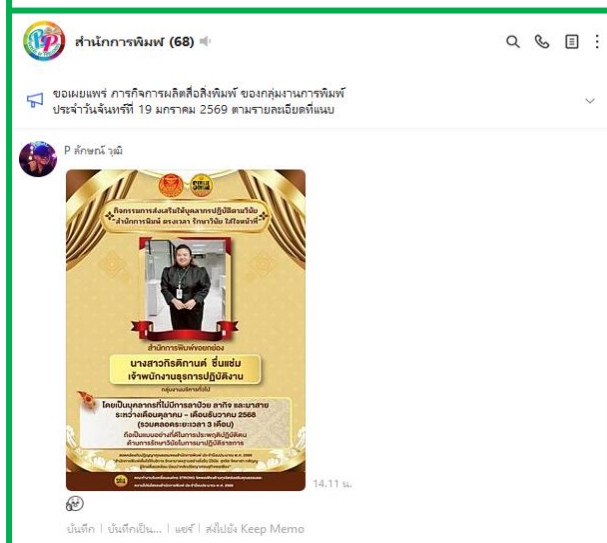 สำนักการพิมพ์ (68)
ขอเผยแพร่ ภารกิจการผลิตสื่อสิ่งพิมพ์ ของกลุ่มงานการพิมพ์
ประจำวันจันทร์ที่ 19 มกราคม 2569 ตามรายละเอียดที่แนบ
P ลักษณ์ วุฒิ
กิจกรรมการส่งเสริมให้บุคลากรปฏิบัติตามวินัย
"สำนักการพิมพ์ ตรงเวลา รักษาวินัย ใส่ใจหน้าที่"
สำนักการพิมพ์ขอยกย่อง
นางสาวกิรติกานต์ ชื่นแช่ม
เจ้าพนักงานธุรการปฏิบัติงาน
กลุ่มงานบริหารทั่วไป
โดยเป็นบุคลากรที่ไม่มีการลาป่วย ลากิจ และมาสาย
ระหว่างเดือนตุลาคม - เดือนธันวาคม 2568
(รวมตลอดระยะเวลา 3 เดือน)
ถือเป็นแบบอย่างที่ดีในการประพฤติปฏิบัติตน
ด้านการรักษาวินัยในการมาปฏิบัติราชการ
14.11 น.
บันทึก | บันทึกเป็น... | แชร์ | ส่งไปยัง Keep Memo